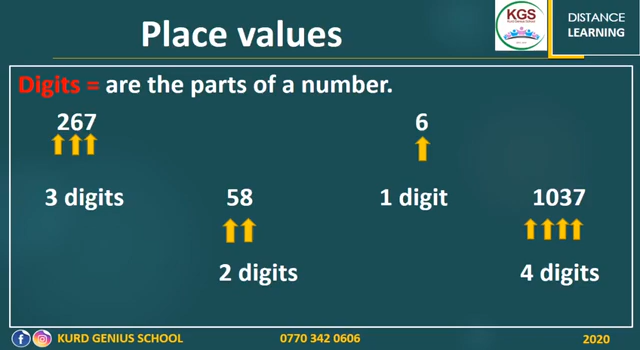 Place values
KGS
DISTANCE
LEARNING
Digits = are the parts of a number.
267
6
3 digits
58
1 digit
1037
2 digits
4 digits
KURD GENIUS SCHOOL
0770 342 0606
2020